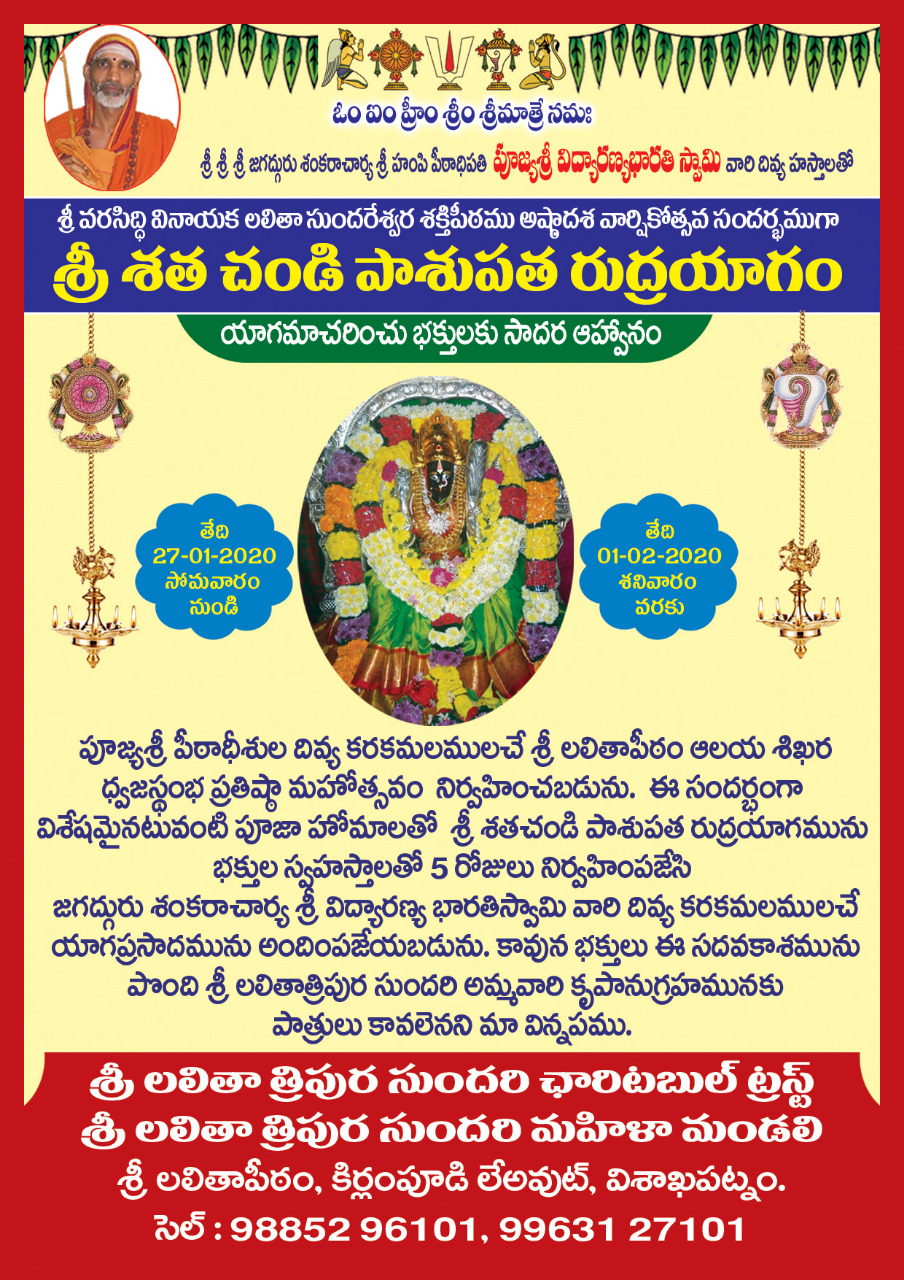 ఓం ఐం హ్రీం శ్రీం శ్రీమాత్రే నమః
శ్రీ శ్రీ శ్రీ జగద్గురు శంకరాచార్య శ్రీ హంపి పీఠాధిపతి పూజ్యశ్రీ విద్యారణ్యభారతి స్వామి వారి దివ్య హస్తాలతో
శ్రీ వరసిద్ధి వినాయక లలితా సుందరేశ్వర శక్తిపీఠము అష్టాదశ వార్షికోత్సవ సందర్భముగా
శ్రీ శత చండి పాశుపత రుద్రయాగం
యాగమాచరించు భక్తులకు సాదర ఆహ్వానం
తేది
27-01-2020
సోమవారం
నుండి
తేది
01-02-2020
శనివారం
వరకు
పూజ్యశ్రీ పీఠాధీశుల దివ్య కరకమలములచే శ్రీ లలితాపీఠం ఆలయ శిఖర
ధ్వజస్థంభ ప్రతిష్ఠా మహోత్సవం నిర్వహించబడును. ఈ సందర్భంగా
విశేషమైనటువంటి పూజా హోమాలతో శ్రీ శతచండి పాశుపత రుద్రయాగమును
భక్తుల స్వహస్తాలతో 5 రోజులు నిర్వహింపజేసి
జగద్గురు శంకరాచార్య శ్రీ విద్యారణ్య భారతిస్వామి వారి దివ్య కరకమలములచే
యాగప్రసాదమును అందింపజేయబడును. కావున భక్తులు ఈ సదవకాశమును
పొంది శ్రీ లలితాత్రిపుర సుందరి అమ్మవారి కృపానుగ్రహమునకు
పాత్రులు కావలెనని మా విన్నపము.
శ్రీ లలితా త్రిపుర సుందరి ఛారిటబుల్ ట్రస్ట్
శ్రీ లలితా త్రిపుర సుందరి మహిళా మండలి
శ్రీ లలితాపీఠం, కిర్లంపూడి లేఅవుట్, విశాఖపట్నం.
సెల్ : 98852 96101, 99631 27101